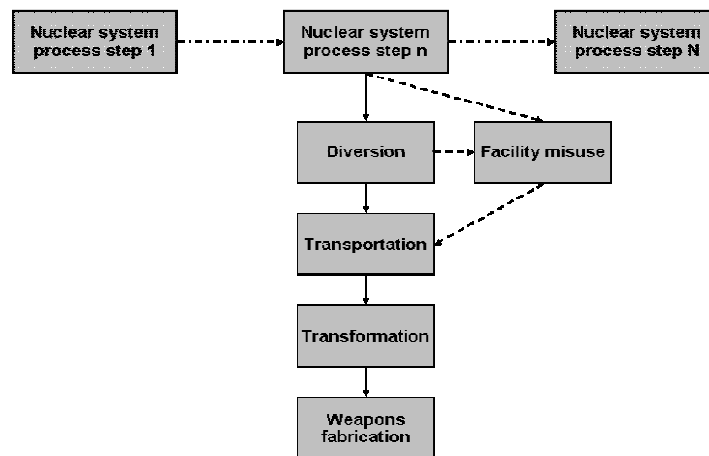 Nuclear system
process step 1
Nuclear system
process step n
Nuclear system
process step N
Diversion
Facility misuse
Transportation
Transformation
Weapons
fabrication